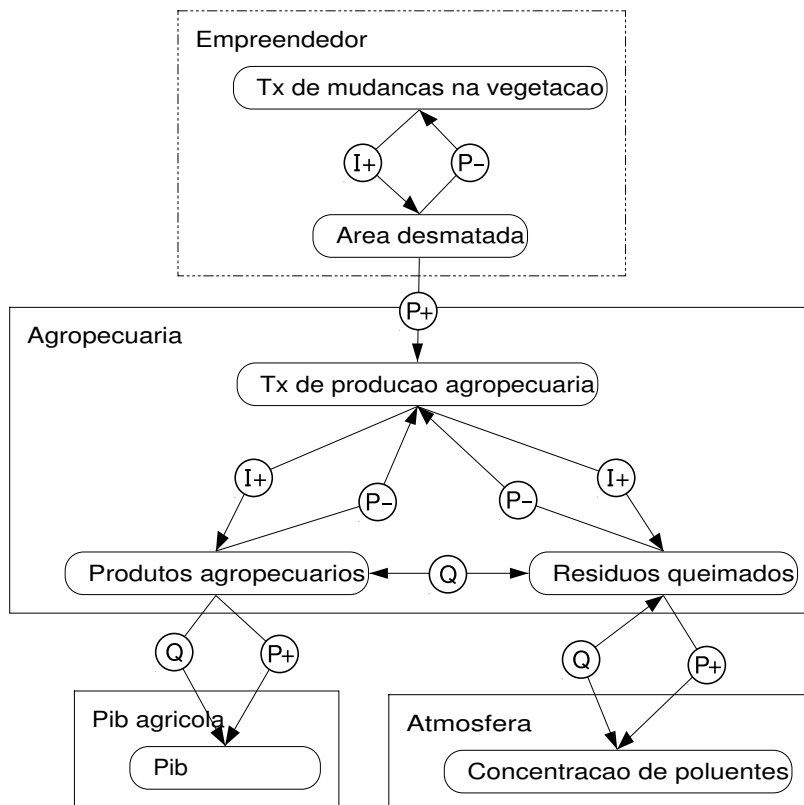 Empreendedor
Tx de mudancas na vegetacao
I+ P−
Area desmatada
P+
Agropecuaria
Tx de producao agropecuaria
I+ I+
P− P−
Produtos agropecuarios Q Residuos queimados
Q P+ Q P+
Pib agricola Atmosfera
Pib Concentracao de poluentes